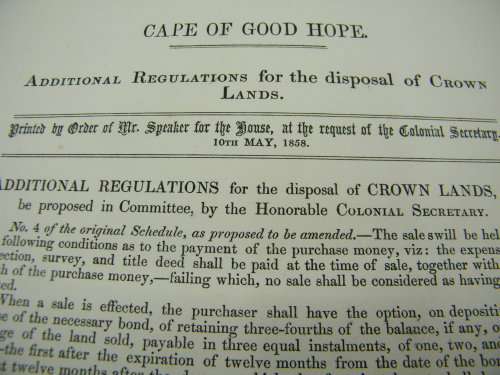 CAPE OF GOOD HOPE.
ADDITIONAL REGULATIONS for the disposal of CROWN
LANDS.
Printed by Order of Mr. Speaker for the House, at the request of the Colonial Secretary.
10TH MAY, 1858.
ADDITIONAL REGULATIONS for the disposal of CROWN LANDS,
be proposed in Committee, by the Honorable COLONIAL SECRETARY.
No. 4 of the original Schedule, as proposed to be amended.—The sale swill be hel
following conditions as to the payment of the purchase money, viz: the expens
ection, survey, and title deed shall be paid at the time of sale, together with
h of the purchase money,—failing which, no sale shall be considered as having
ed.
When a sale is effected, the purchaser shall have the option, on depositi
e of the necessary bond, of retaining three-fourths of the balance, if any, o
ge of the land sold, payable in three equal instalments, of one, two, and
—the first after the expiration of twelve months from the date of the bon
t twelve months after